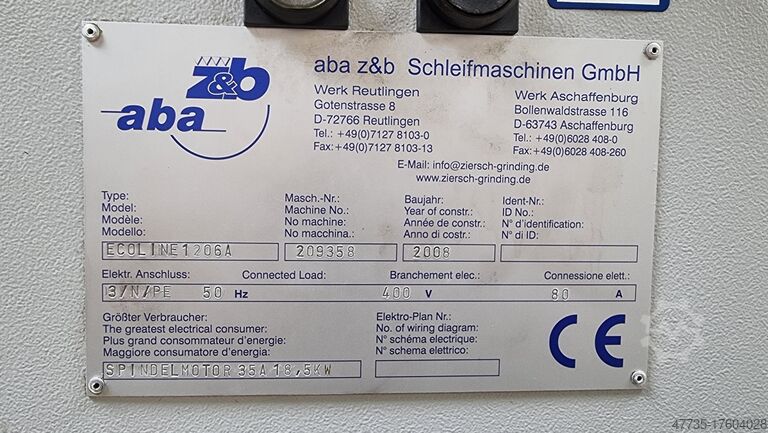 z&b
aba
aba z&b Schleifmaschinen GmbH
Werk Reutlingen
Gotenstrasse 8
D-72766 Reutlingen
Tel.: +49(0)7127 8103-0
Fax:+49(0)7127 8103-13
Werk Aschaffenburg
Bollenwaldstrasse 116
D-63743 Aschaffenburg
Tel.: +49(0)6028 408-0
Fax:+49(0)6028 408-260
E-Mail: info@ziersch-grinding.de
www.ziersch-grinding.de
Type:
Model:
Modèle:
Modello:
ECOLINE1206A
Masch.-Nr.:
Machine No.:
No machine:
No macchina.:
209358
Baujahr:
Year of constr.:
Année de constr.:
Anno di costr.:
2008
Ident-Nr.:
ID No.:
N° d'identification:
N° di ID:
Elektr. Anschluss: Connected Load: Branchement elec.: Connessione elett.:
3/N/PE 50 Hz 400 V 80 A
Größter Verbraucher:
The greatest electrical consumer:
Plus grand consommateur d'energie:
Maggiore consumatore d'energia:
SPINDELMOTOR 35A 18,5KW
Elektro-Plan Nr.:
No. of wiring diagram:
N° schéma electrique:
N° schema elettrico:
CE
47735-17604028